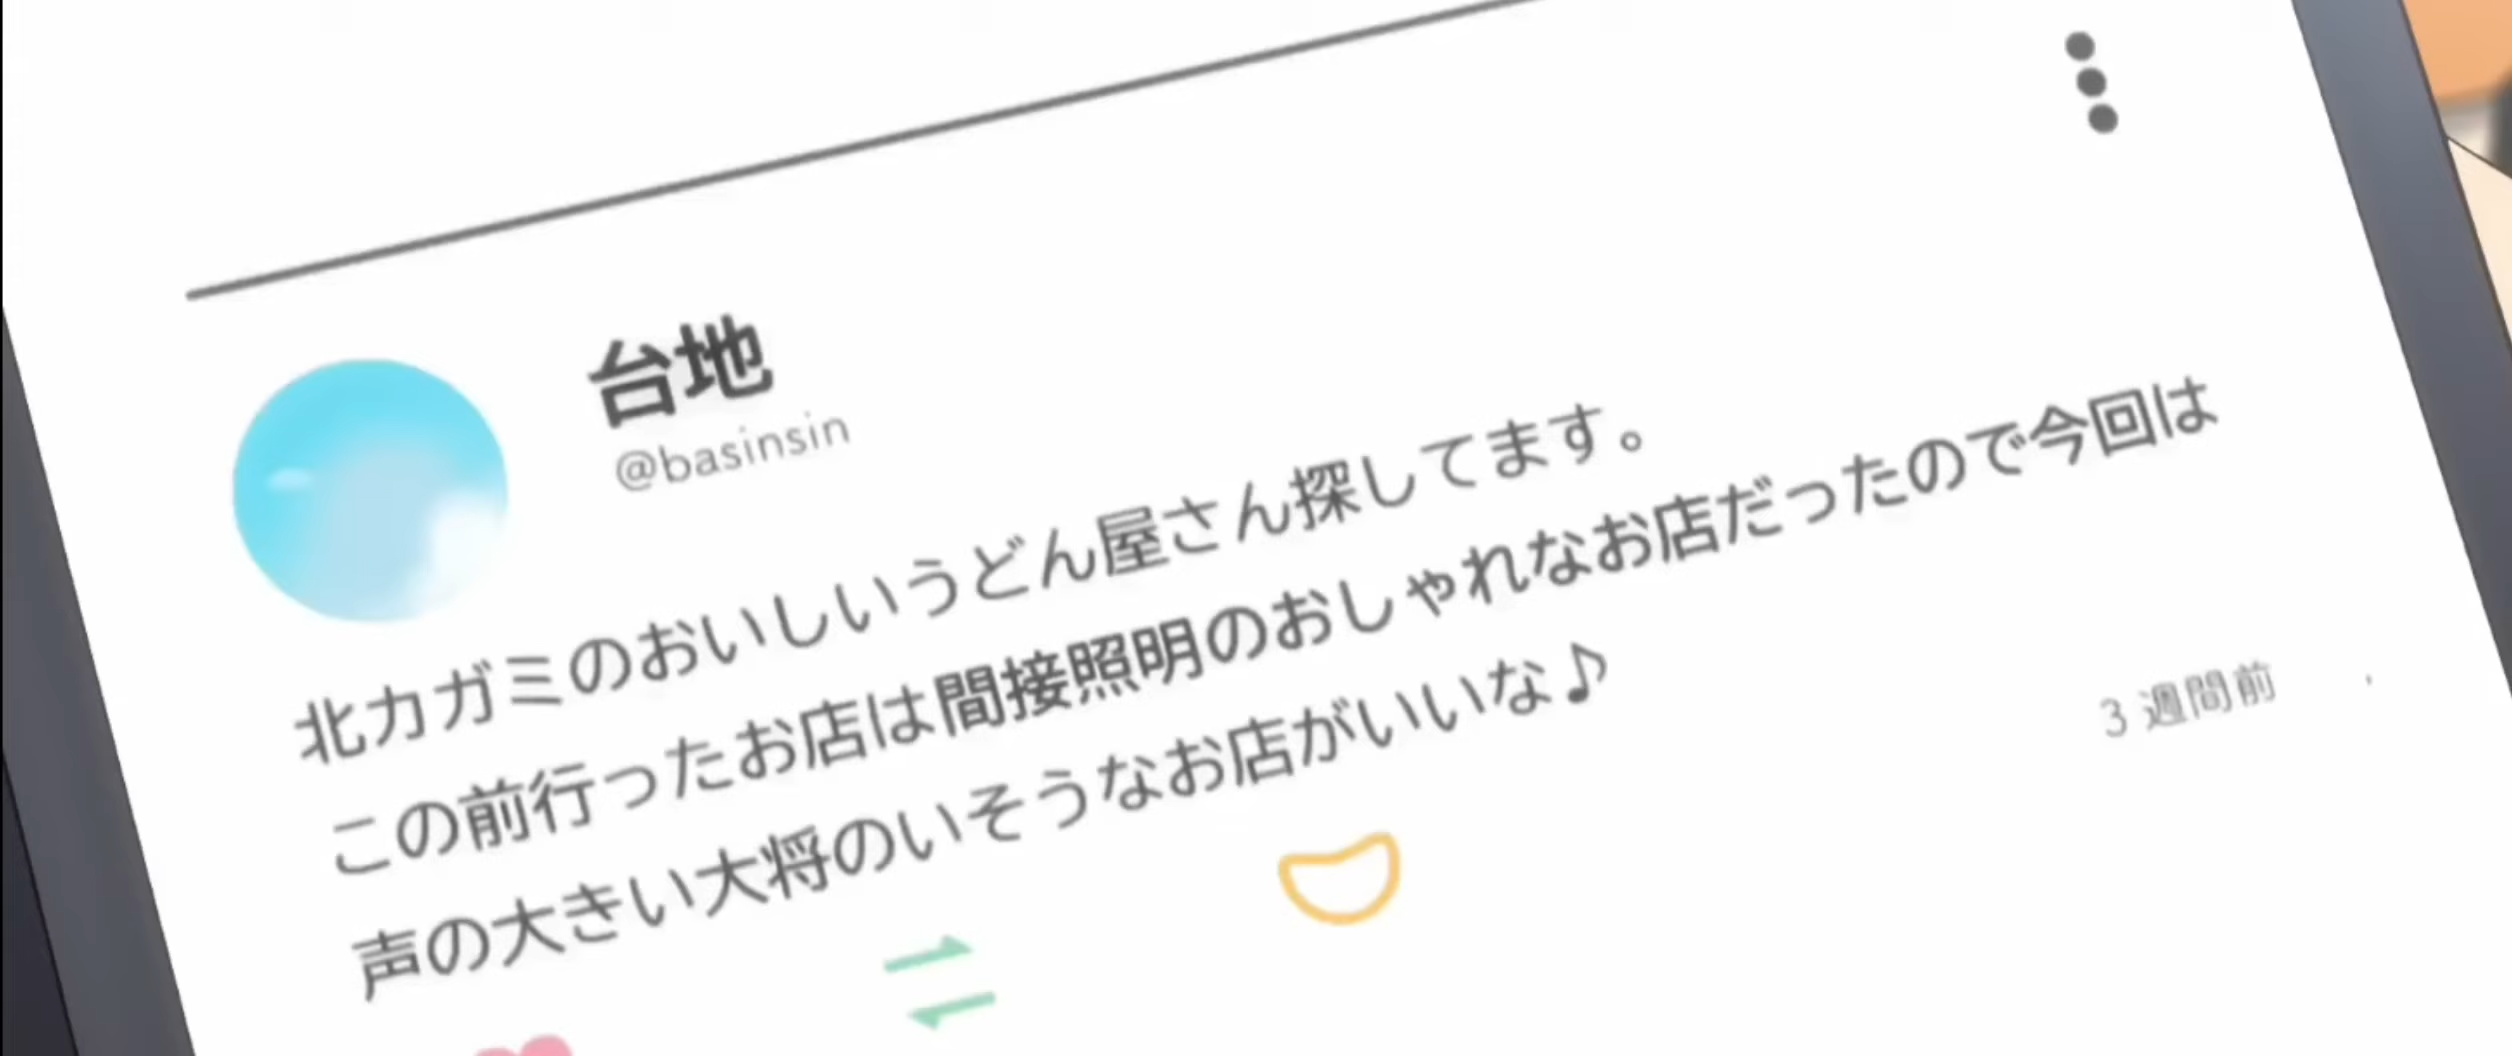 台地
@basinsin
北カガミのおいしいうどん屋さん探してます。
この前行ったお店は間接照明のおしゃれなお店だったので今回は
声の大きい大将のいそうなお店がいいな♪
3 週間前